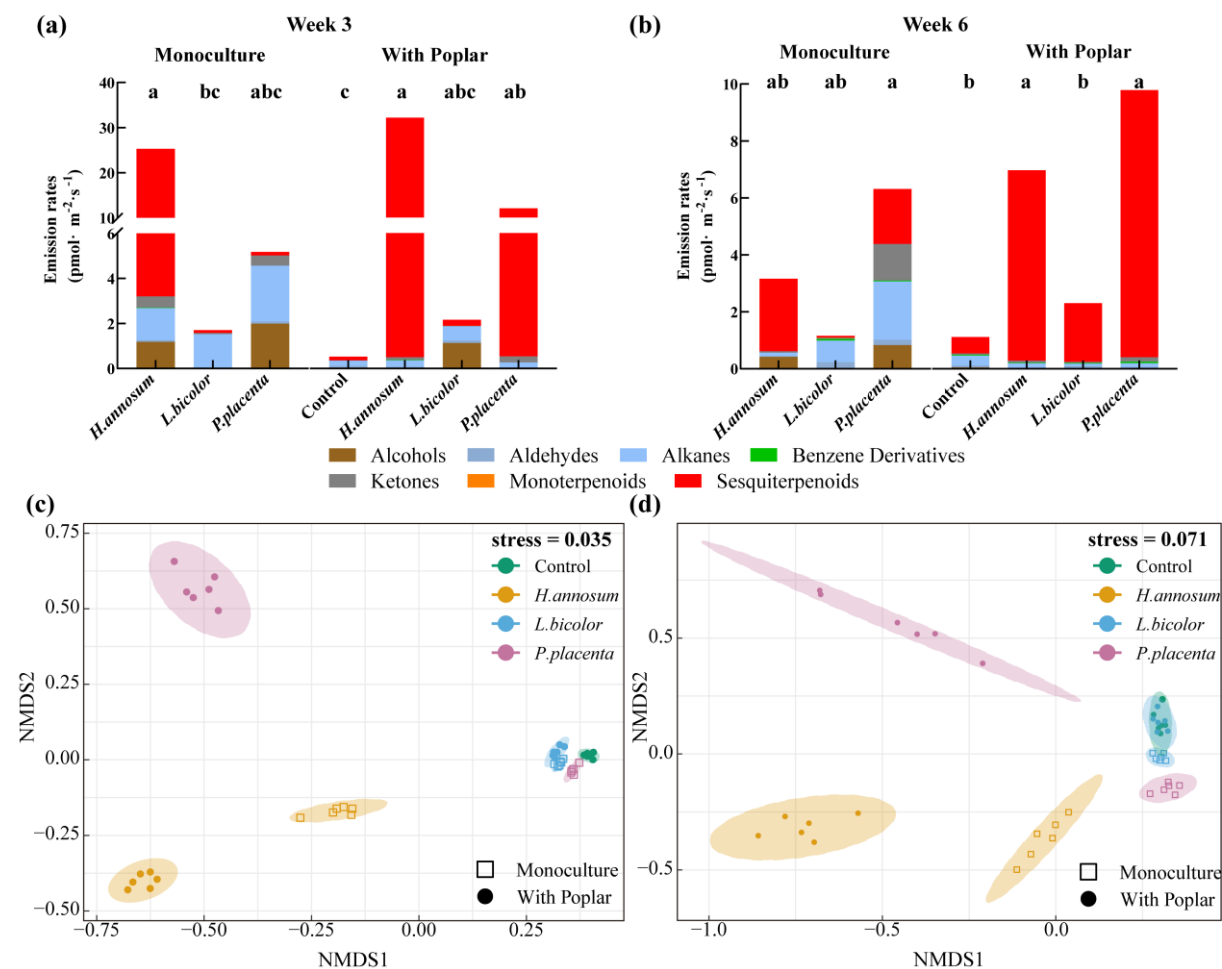 (a)
Week 3
Monoculture
With Poplar
a bc abc c a abc ab
Emission rates
(pmol· m⁻²·s⁻¹)
40
30
20
10
6
4
2
0
H.annosum
L.bicolor
P.placenta
Control
H.annosum
L.bicolor
P.placenta
(b)
Week 6
Monoculture
With Poplar
ab ab a b a b a
Emission rates
(pmol· m⁻²·s⁻¹)
10
8
6
4
2
0
H.annosum
L.bicolor
P.placenta
Control
H.annosum
L.bicolor
P.placenta
Alcohols Aldehydes Alkanes Benzene Derivatives
Ketones Monoterpenoids Sesquiterpenoids
(c)
stress = 0.035
Control
H.annosum
L.bicolor
P.placenta
Monoculture
With Poplar
NMDS2
0.75
0.50
0.25
0.00
−0.25
−0.50
−0.75 −0.50 −0.25 0.00 0.25
NMDS1
(d)
stress = 0.071
Control
H.annosum
L.bicolor
P.placenta
Monoculture
With Poplar
NMDS2
0.5
0.0
−0.5
−1.0 −0.5 0.0
NMDS1